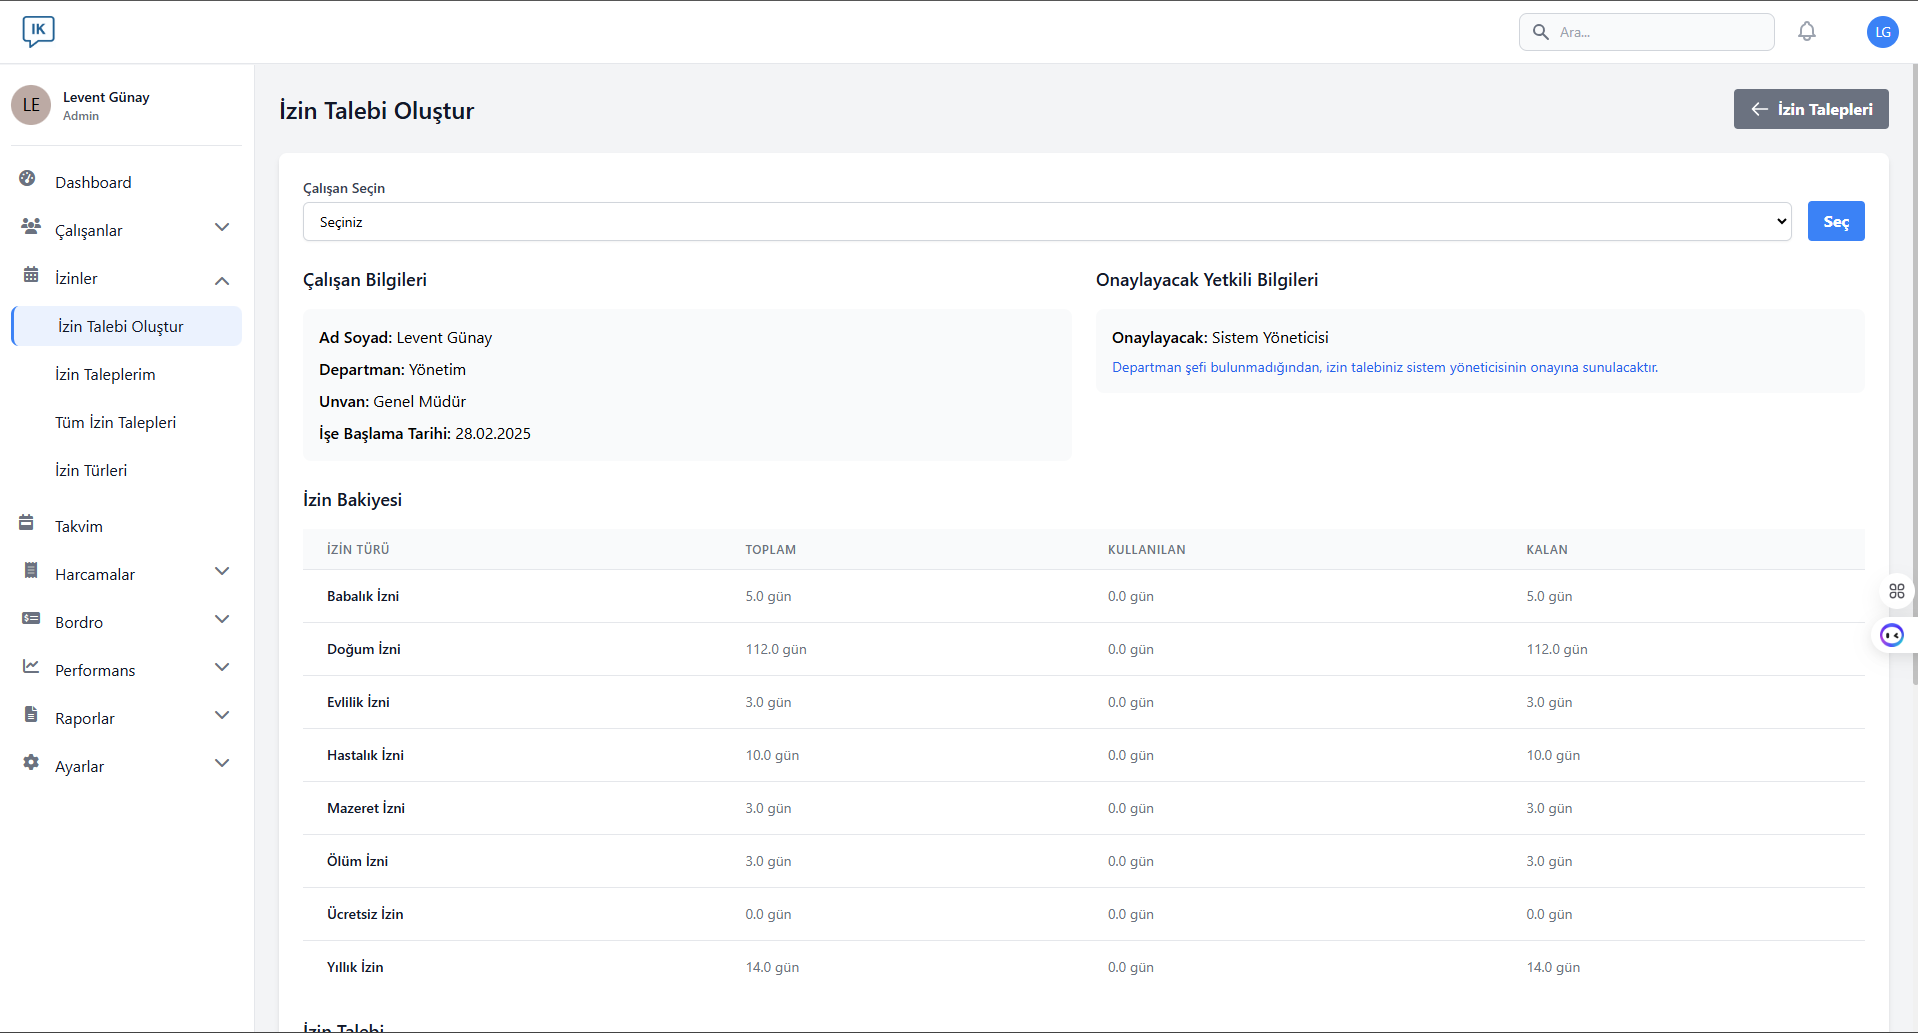 IK
Ara...
LG
LE
Levent Günay
Admin
Dashboard
Çalışanlar
İzinler
İzin Talebi Oluştur
İzin Taleplerim
Tüm İzin Talepleri
İzin Türleri
Takvim
Harcamalar
Bordro
Performans
Raporlar
Ayarlar
İzin Talebi Oluştur
← İzin Talepleri
Çalışan Seçin
Seçiniz
Seç
Çalışan Bilgileri
Ad Soyad: Levent Günay
Departman: Yönetim
Unvan: Genel Müdür
İşe Başlama Tarihi: 28.02.2025
Onaylayacak Yetkili Bilgileri
Onaylayacak: Sistem Yöneticisi
Departman şefi bulunmadığından, izin talebiniz sistem yöneticisinin onayına sunulacaktır.
İzin Bakiyesi
İZİN TÜRÜ TOPLAM KULLANILAN KALAN
Babalık İzni 5.0 gün 0.0 gün 5.0 gün
Doğum İzni 112.0 gün 0.0 gün 112.0 gün
Evlilik İzni 3.0 gün 0.0 gün 3.0 gün
Hastalık İzni 10.0 gün 0.0 gün 10.0 gün
Mazeret İzni 3.0 gün 0.0 gün 3.0 gün
Ölüm İzni 3.0 gün 0.0 gün 3.0 gün
Ücretsiz İzin 0.0 gün 0.0 gün 0.0 gün
Yıllık İzin 14.0 gün 0.0 gün 14.0 gün
İzin Talebi